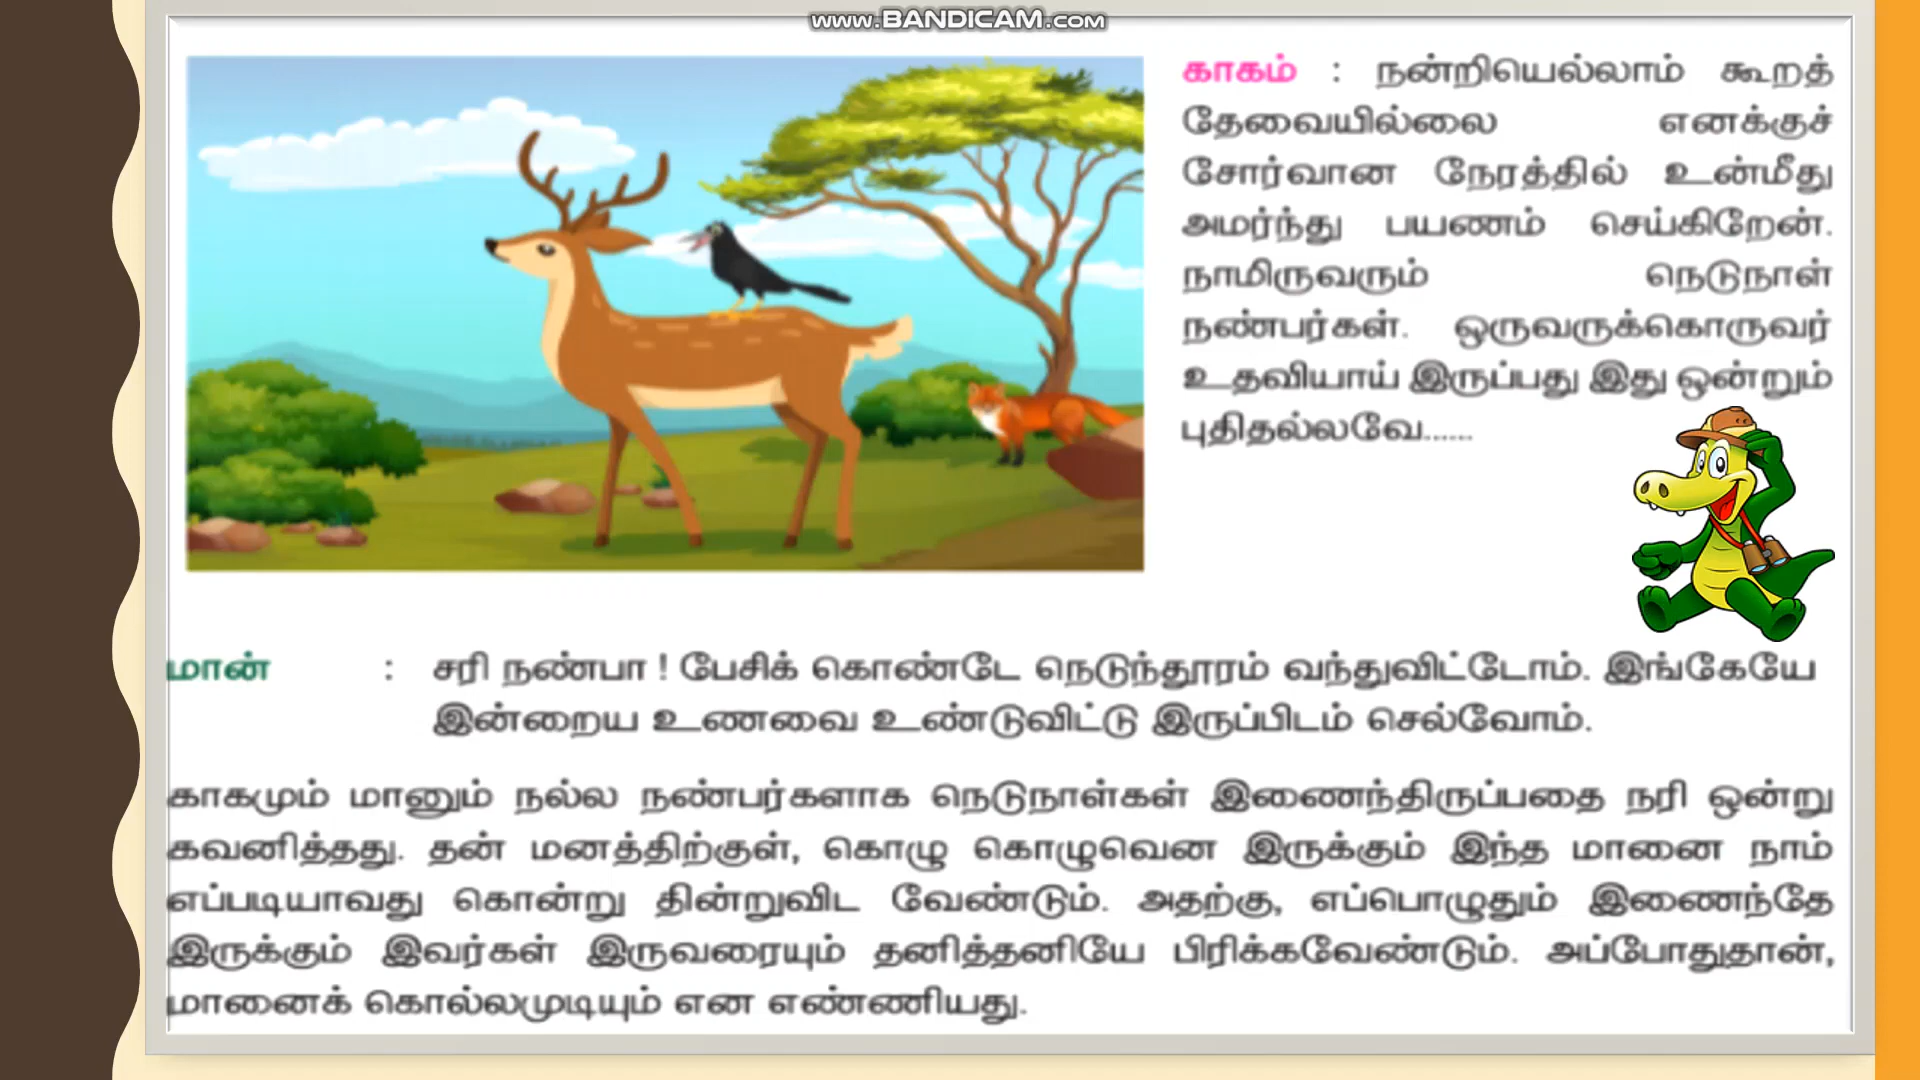 www.BANDICAM.com
காகம் : நன்றியெல்லாம் கூறத்
தேவையில்லை எனக்குச்
சோர்வான நேரத்தில் உன்மீது
அமர்ந்து பயணம் செய்கிறேன்.
நாமிருவரும் நெடுநாள்
நண்பர்கள். ஒருவருக்கொருவர்
உதவியாய் இருப்பது இது ஒன்றும்
புதிதல்லவே......
மான் : சரி நண்பா ! பேசிக் கொண்டே நெடுந்தூரம் வந்துவிட்டோம். இங்கேயே
இன்றைய உணவை உண்டுவிட்டு இருப்பிடம் செல்வோம்.
காகமும் மானும் நல்ல நண்பர்களாக நெடுநாள்கள் இணைந்திருப்பதை நரி ஒன்று
கவனித்தது. தன் மனத்திற்குள், கொழு கொழுவென இருக்கும் இந்த மானை நாம்
எப்படியாவது கொன்று தின்றுவிட வேண்டும். அதற்கு, எப்பொழுதும் இணைந்தே
இருக்கும் இவர்கள் இருவரையும் தனித்தனியே பிரிக்கவேண்டும். அப்போதுதான்,
மானைக் கொல்லமுடியும் என எண்ணியது.